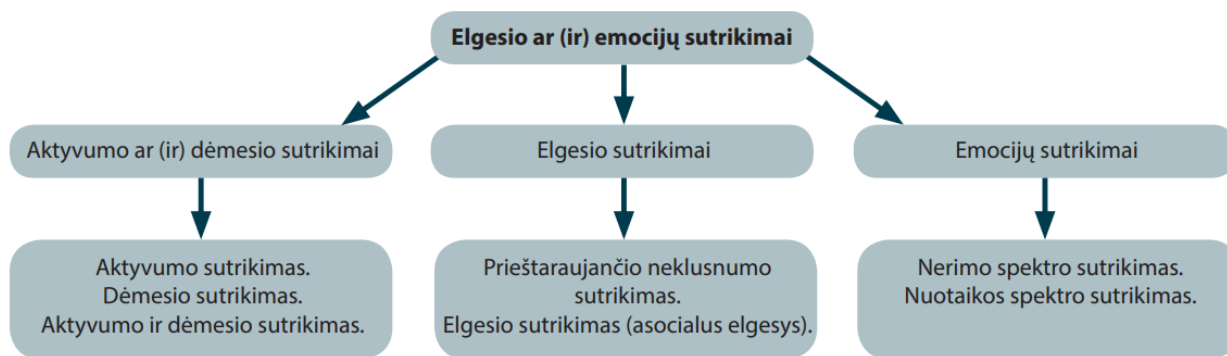 Elgesio ar (ir) emocijų sutrikimai
Aktyvumo ar (ir) dėmesio sutrikimai
Elgesio sutrikimai
Emocijų sutrikimai
Aktyvumo sutrikimas.
Dėmesio sutrikimas.
Aktyvumo ir dėmesio sutrikimas.
Prieštaraujančio neklusnumo
sutrikimas.
Elgesio sutrikimas (asocialus elgesys).
Nerimo spektro sutrikimas.
Nuotaikos spektro sutrikimas.